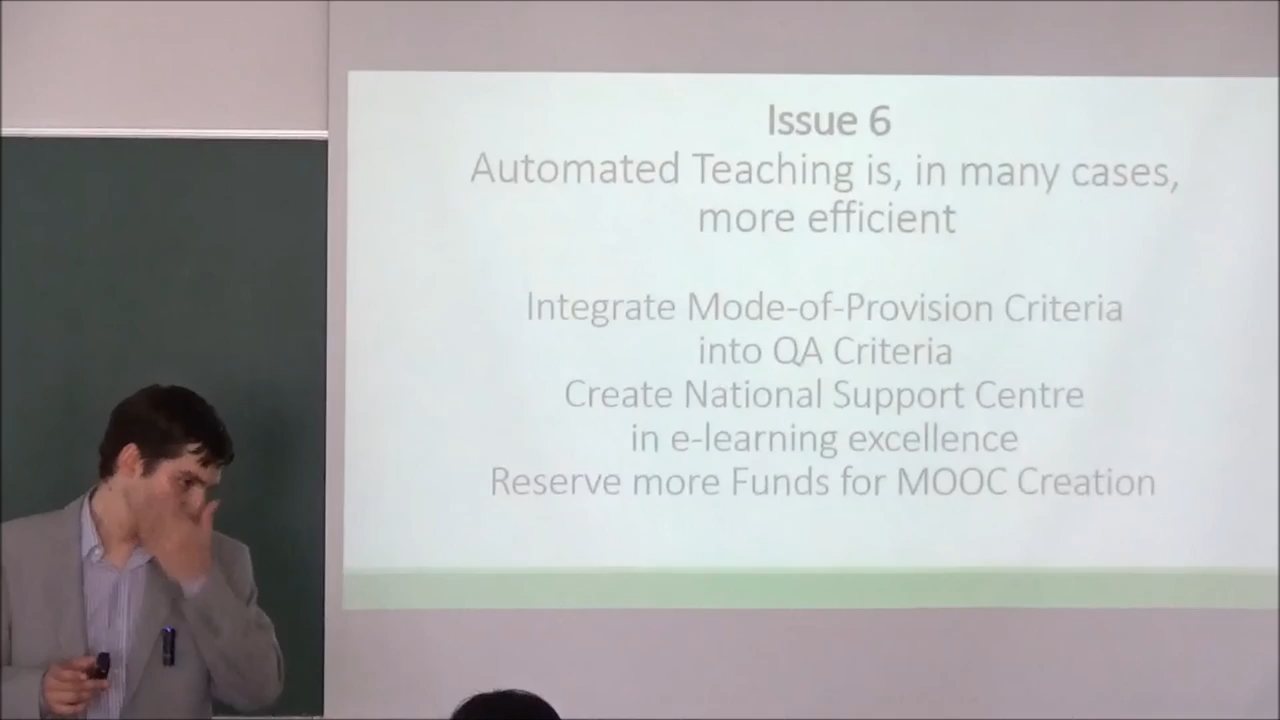 Issue 6
Automated Teaching is, in many cases,
more efficient
Integrate Mode-of-Provision Criteria
into QA Criteria
Create National Support Centre
in e-learning excellence
Reserve more Funds for MOOC Creation